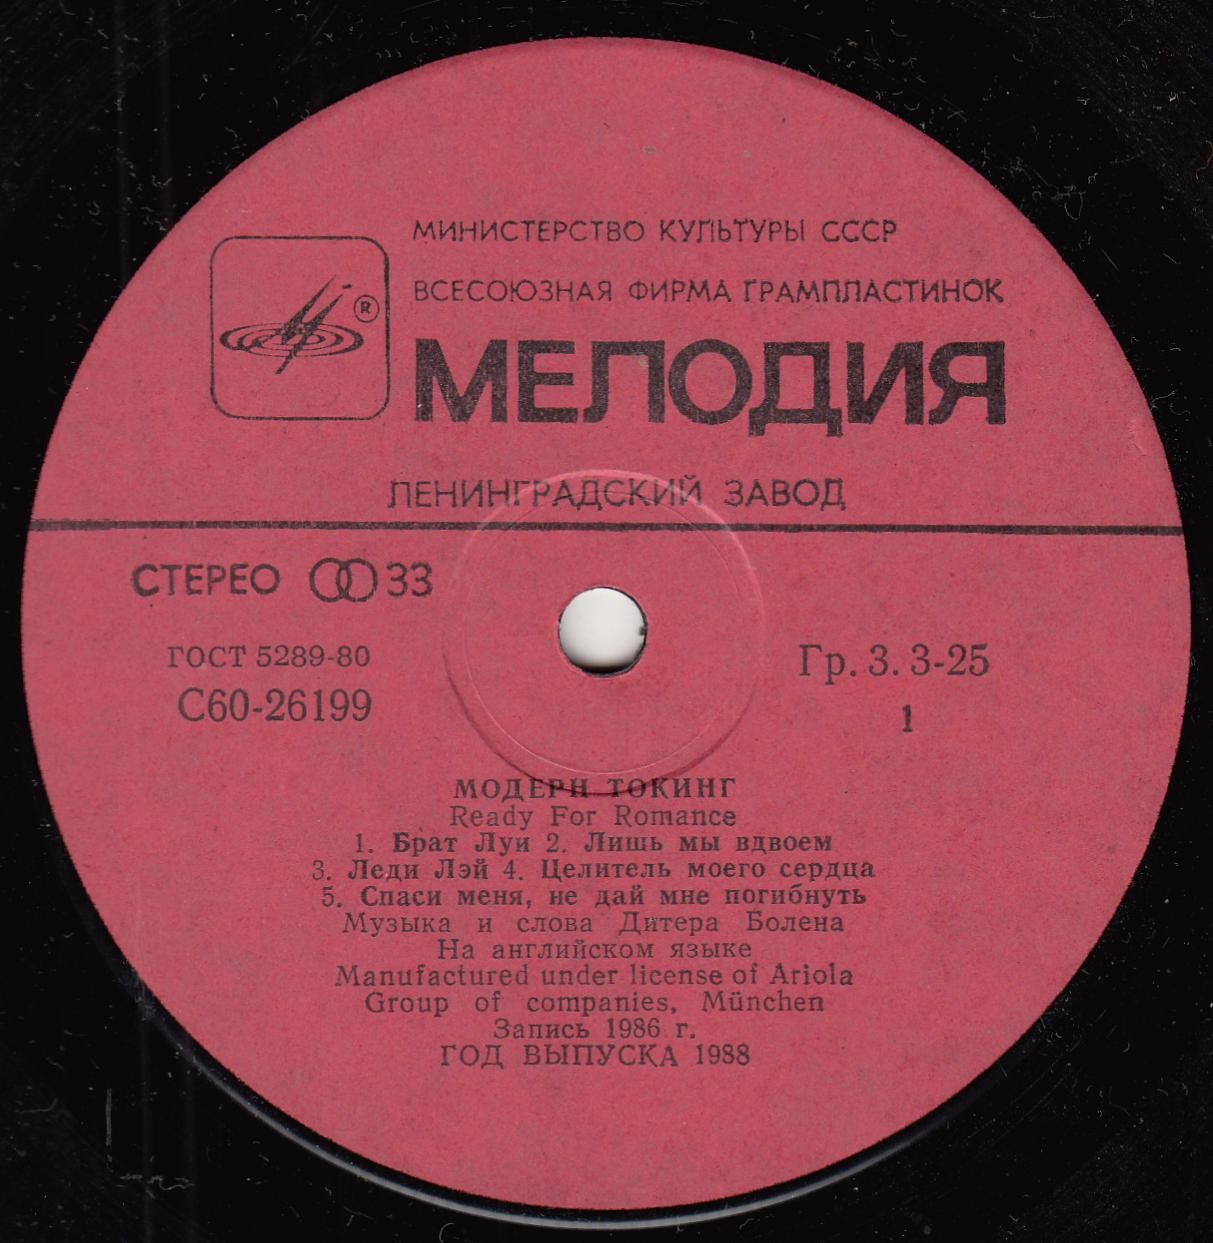 МИНИСТЕРСТВО КУЛЬТУРЫ СССР
ВСЕСОЮЗНАЯ ФИРМА ГРАМПЛАСТИНОК
®
МЕЛОДИЯ
ЛЕНИНГРАДСКИЙ ЗАВОД
СТЕРЕО 33
ГОСТ 5289-80
Гр. 3. 3-25
С60-26199
1
МОДЕРН ТОКИНГ
Ready For Romance
1. Брат Луи 2. Лишь мы вдвоем
3. Леди Лэй 4. Целитель моего сердца
5. Спаси меня, не дай мне погибнуть
Музыка и слова Дитера Болена
На английском языке
Manufactured under license of Ariola
Group of companies, München
Запись 1986 г.
ГОД ВЫПУСКА 1988